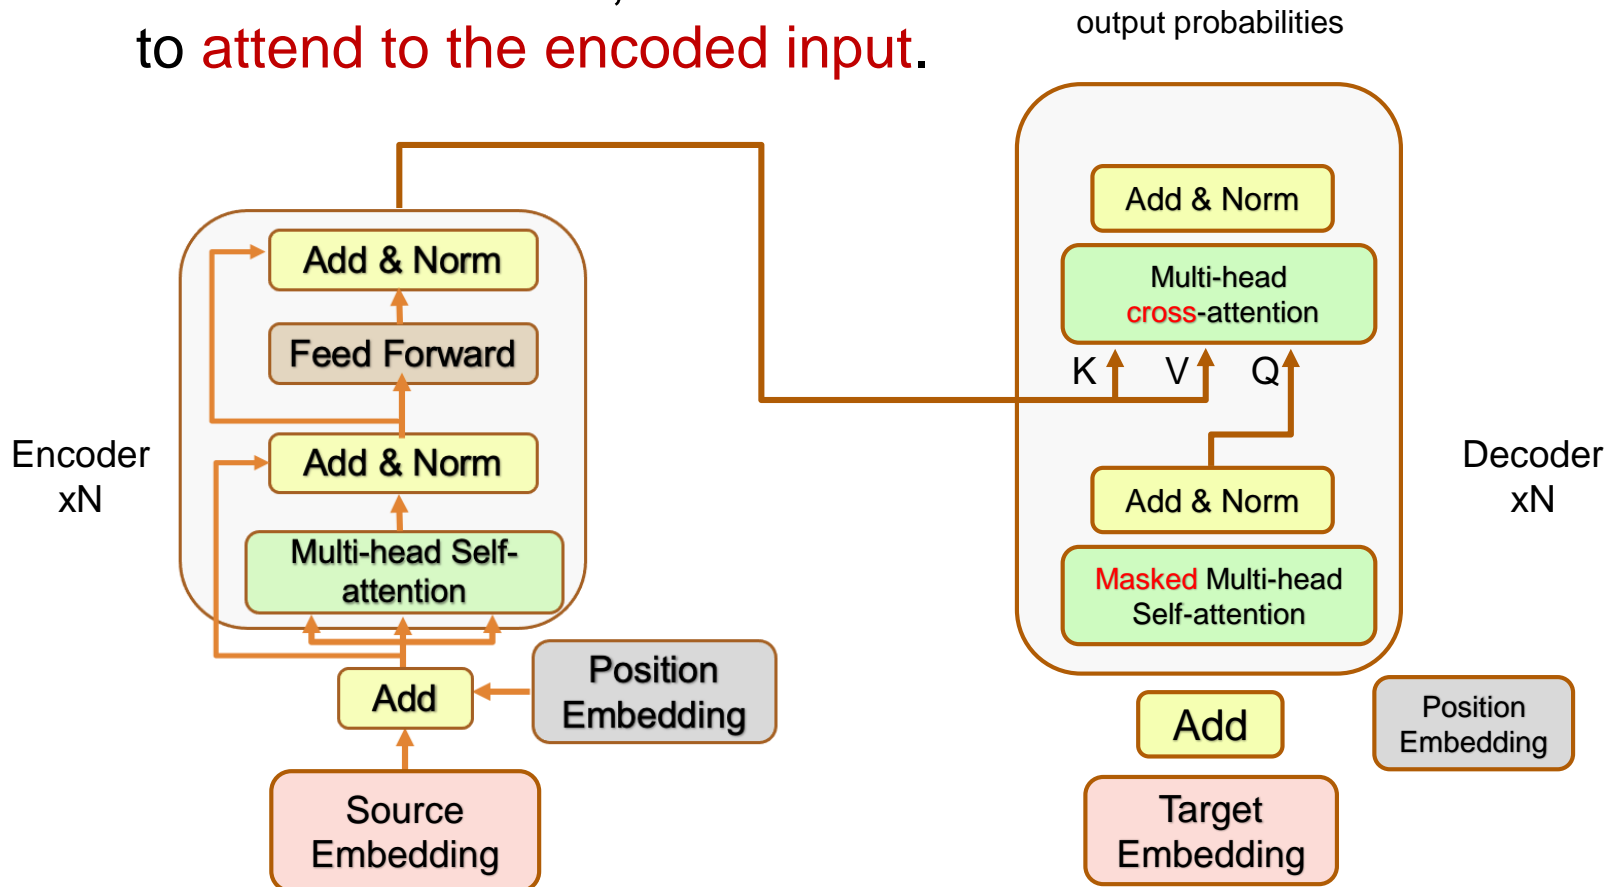 to attend to the encoded input.
output probabilities
Add & Norm
Feed Forward
Add & Norm
Multi-head Self-
attention
Encoder
xN
Add
Position
Embedding
Source
Embedding
Add & Norm
Multi-head
cross-attention
K
V
Q
Add & Norm
Masked Multi-head
Self-attention
Decoder
xN
Add
Position
Embedding
Target
Embedding